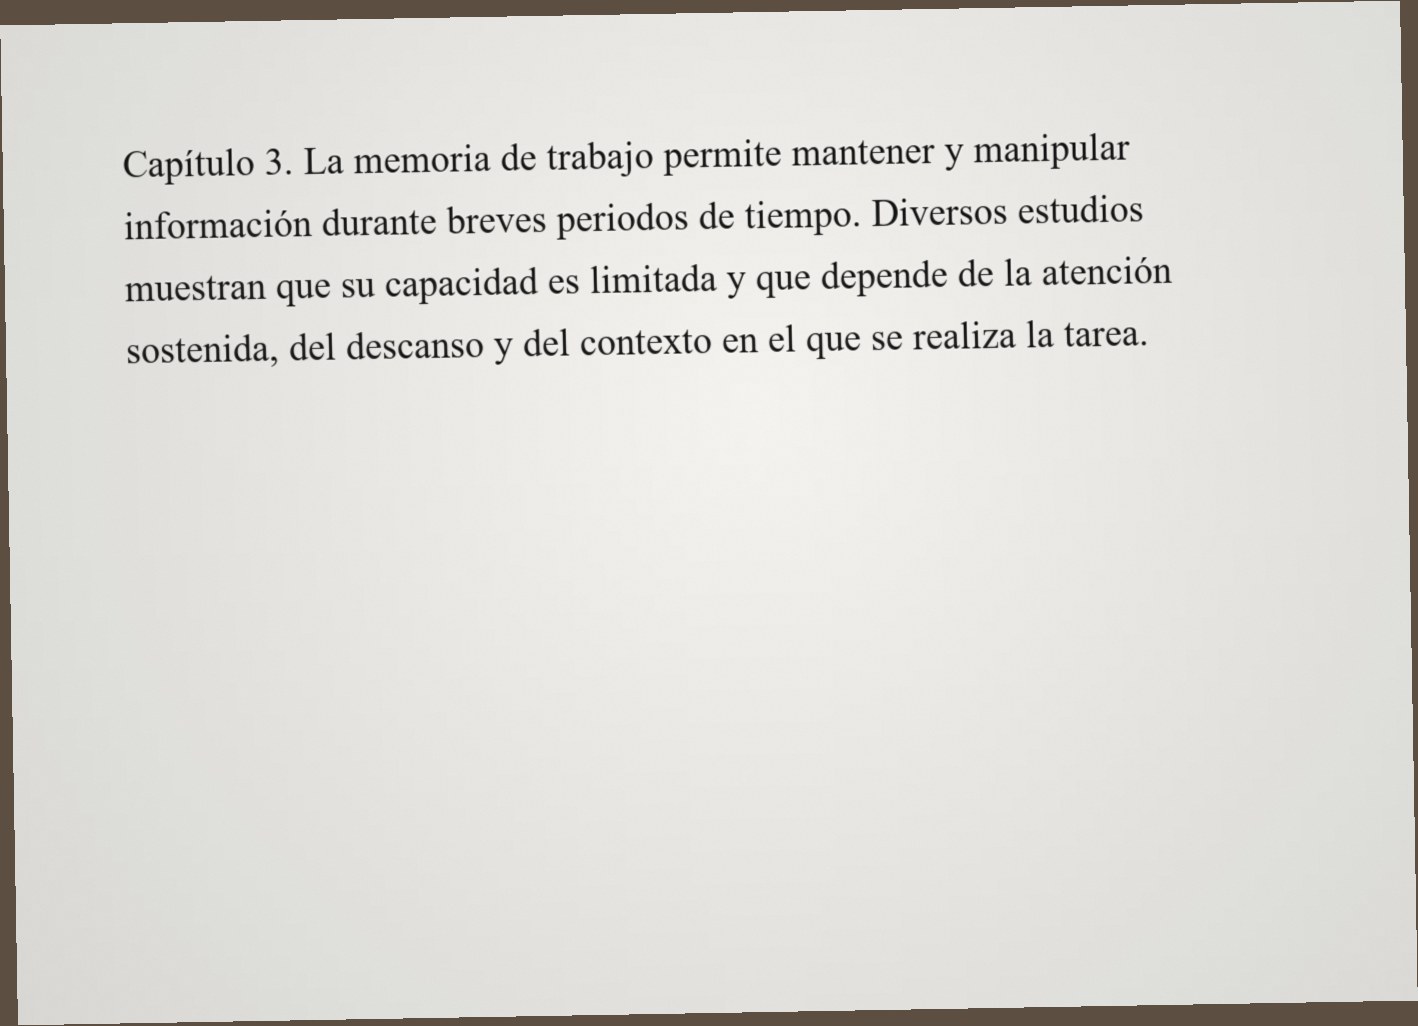 Capítulo 3. La memoria de trabajo permite mantener y manipular
información durante breves periodos de tiempo. Diversos estudios
muestran que su capacidad es limitada y que depende de la atención
sostenida, del descanso y del contexto en el que se realiza la tarea.